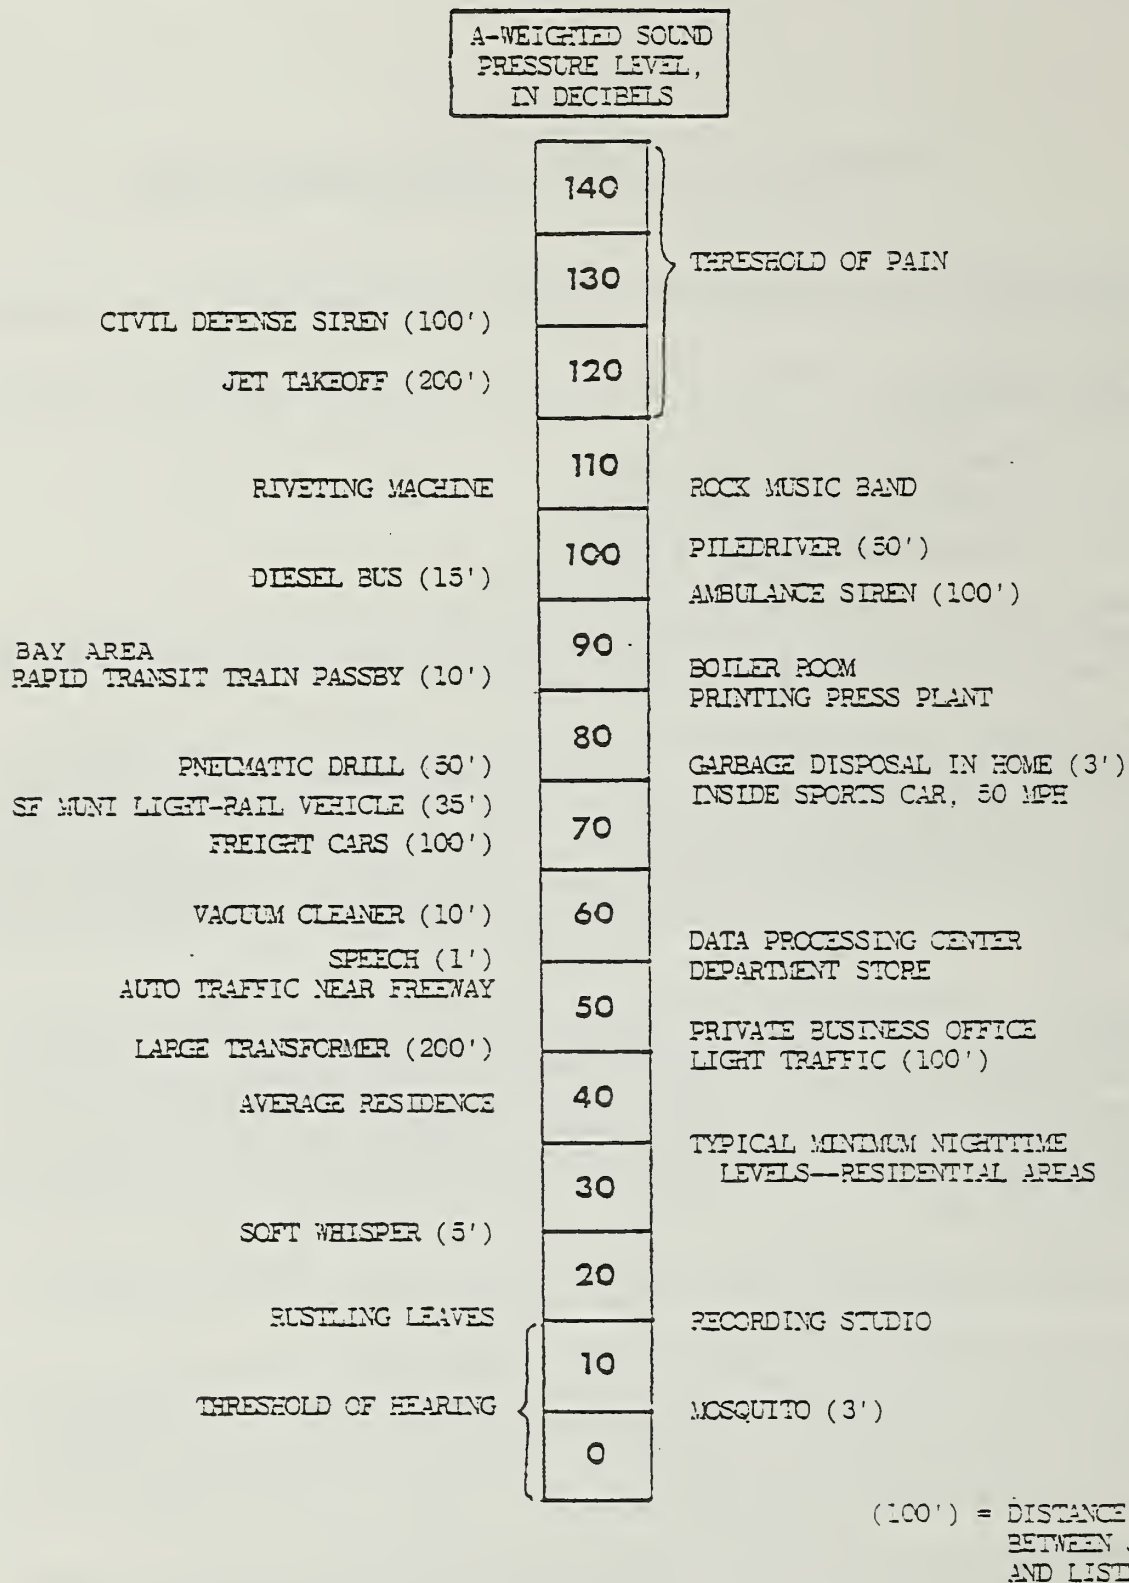 A-WEIGHTED SOUND
PRESSURE LEVEL,
IN DECIBELS
140
130
THRESHOLD OF PAIN
CIVIL DEFENSE SIREN (100')
120
JET TAKEOFF (200')
110
RIVETING MACHINE
ROCK MUSIC BAND
100
PILEDRIVER (50')
DIESEL BUS (15')
AMBULANCE SIREN (100')
90
BAY AREA
RAPID TRANSIT TRAIN PASSBY (10')
BOILER ROOM
PRINTING PRESS PLANT
80
PNEUMATIC DRILL (50')
GARBAGE DISPOSAL IN HOME (3')
SF MUNI LIGHT-RAIL VEHICLE (35')
INSIDE SPORTS CAR, 50 MPH
70
FREIGHT CARS (100')
60
VACUUM CLEANER (10')
SPEECH (1')
DATA PROCESSING CENTER
DEPARTMENT STORE
AUTO TRAFFIC NEAR FREEWAY
50
PRIVATE BUSINESS OFFICE
LARGE TRANSFORMER (200')
LIGHT TRAFFIC (100')
40
AVERAGE RESIDENCE
TYPICAL MINIMUM NIGHTTIME
LEVELS—RESIDENTIAL AREAS
30
SOFT WHISPER (5')
20
RUSTLING LEAVES
RECORDING STUDIO
10
THRESHOLD OF HEARING
MOSQUITO (3')
0
(100') = DISTANCE
BETWEEN
AND